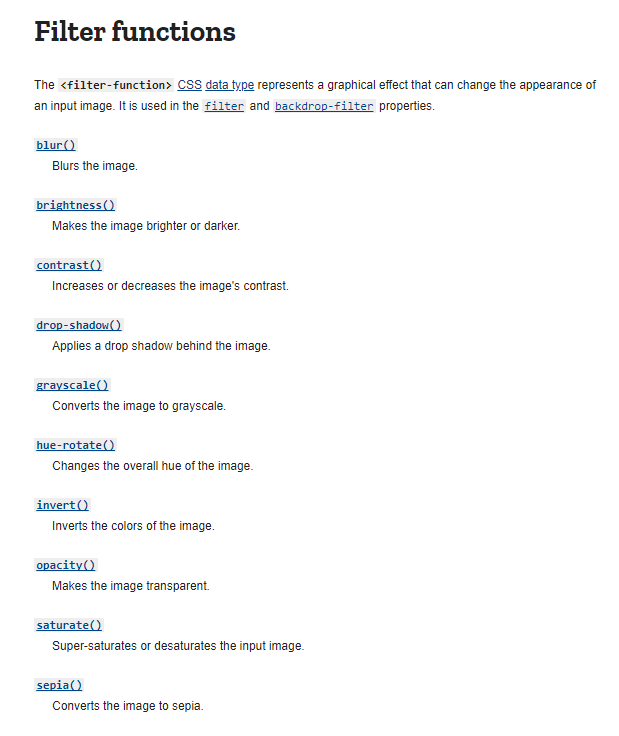 Filter functions
The <filter-function> CSS data type represents a graphical effect that can change the appearance of
an input image. It is used in the filter and backdrop-filter properties.
blur()
Blurs the image.
brightness()
Makes the image brighter or darker.
contrast()
Increases or decreases the image's contrast.
drop-shadow()
Applies a drop shadow behind the image.
grayscale()
Converts the image to grayscale.
hue-rotate()
Changes the overall hue of the image.
invert()
Inverts the colors of the image.
opacity()
Makes the image transparent.
saturate()
Super-saturates or desaturates the input image.
sepia()
Converts the image to sepia.